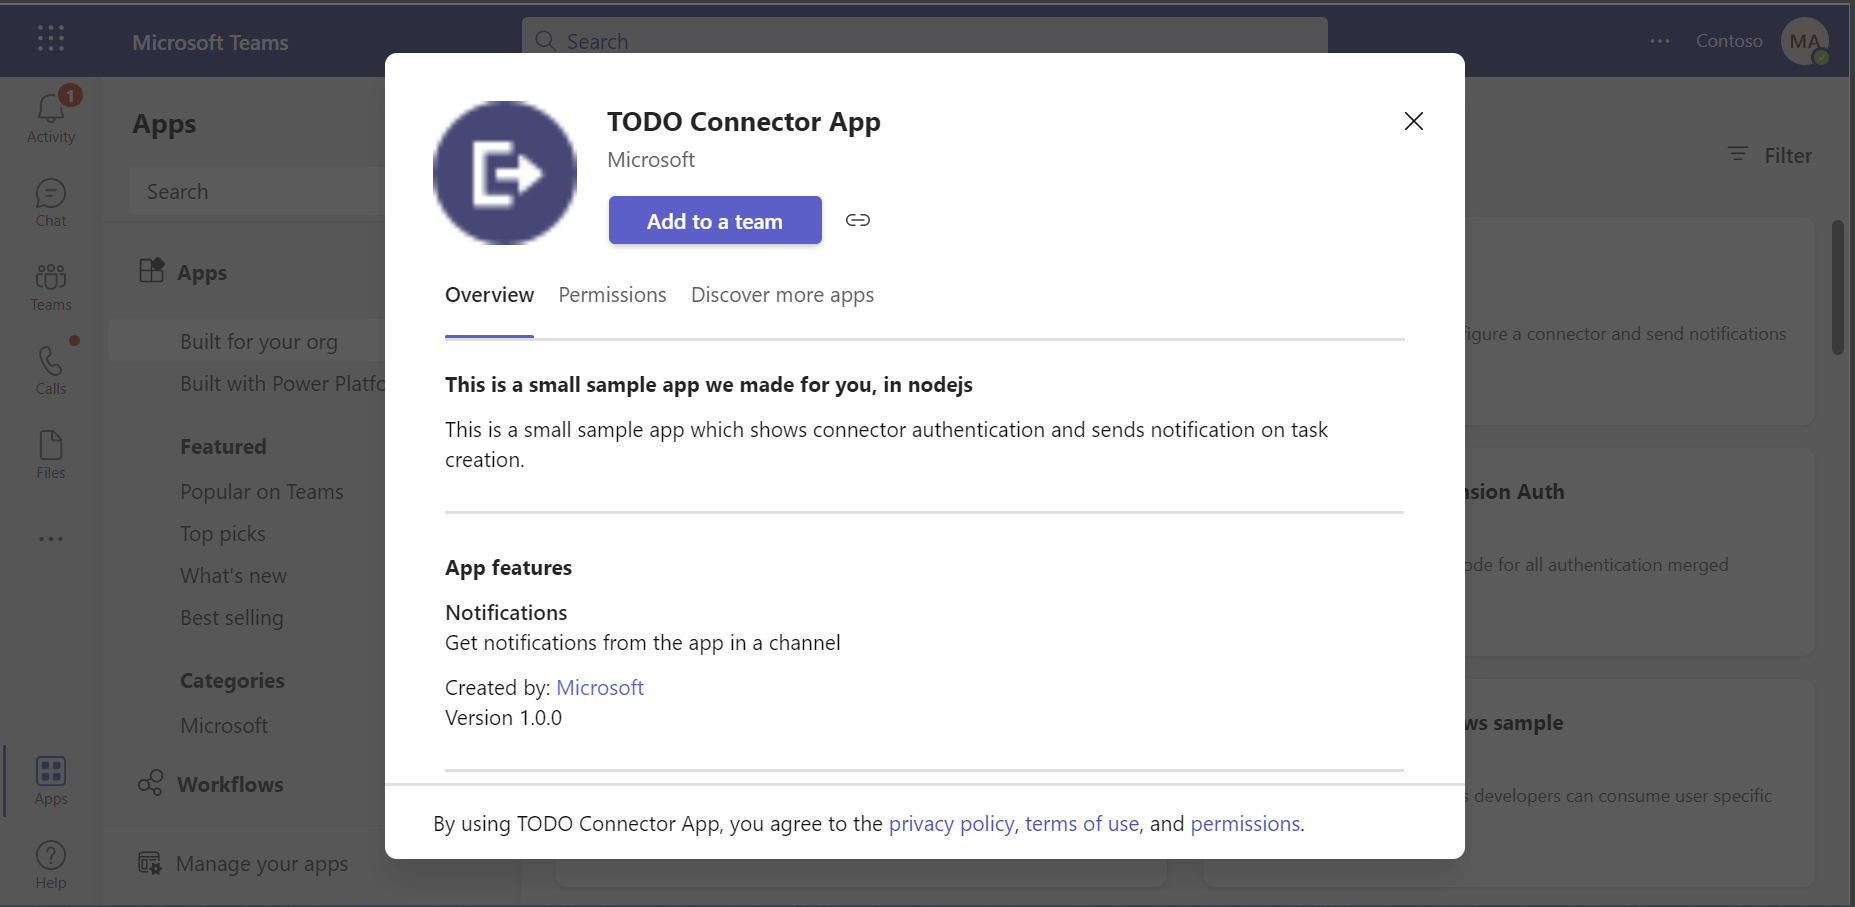 Microsoft Teams
Search
Contoso
MA
1
Activity
Chat
Teams
Calls
Files
Apps
Help
Apps
Search
Apps
Built for your org
Built with Power
Featured
Popular on Teams
Top picks
What's new
Best selling
Categories
Microsoft
Workflows
Manage your apps
TODO Connector App
Microsoft
Add to a team
Overview Permissions Discover more apps
This is a small sample app we made for you, in nodejs
This is a small sample app which shows connector authentication and sends notification on task
creation.
App features
Notifications
Get notifications from the app in a channel
Created by: Microsoft
Version 1.0.0
By using TODO Connector App, you agree to the privacy policy, terms of use, and permissions.
Filter
a connector and send notifications
Auth
for all authentication merged
sample
developers can consume user specific